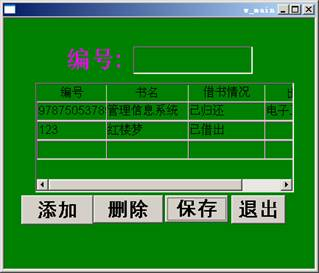 w_main
编号:
编号 书名 借书情况
9787505378 管理信息系统 已归还 电子
123 红楼梦 已借出
添加 删除 保存 退出